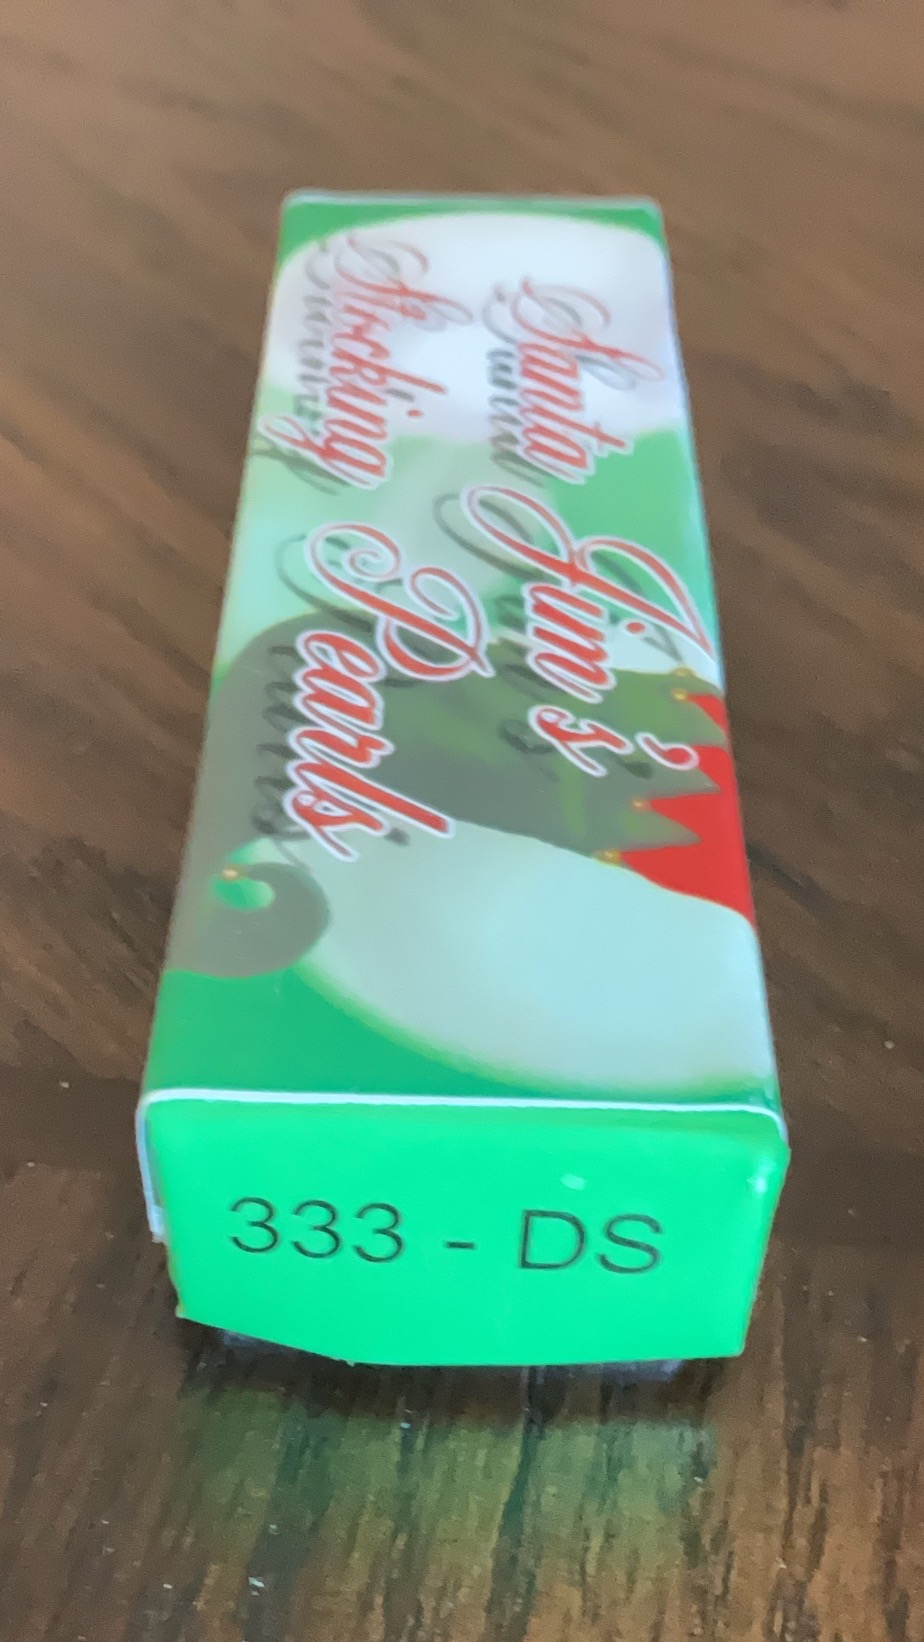 Santa Jim's
Stocking Pearls
333 - DS